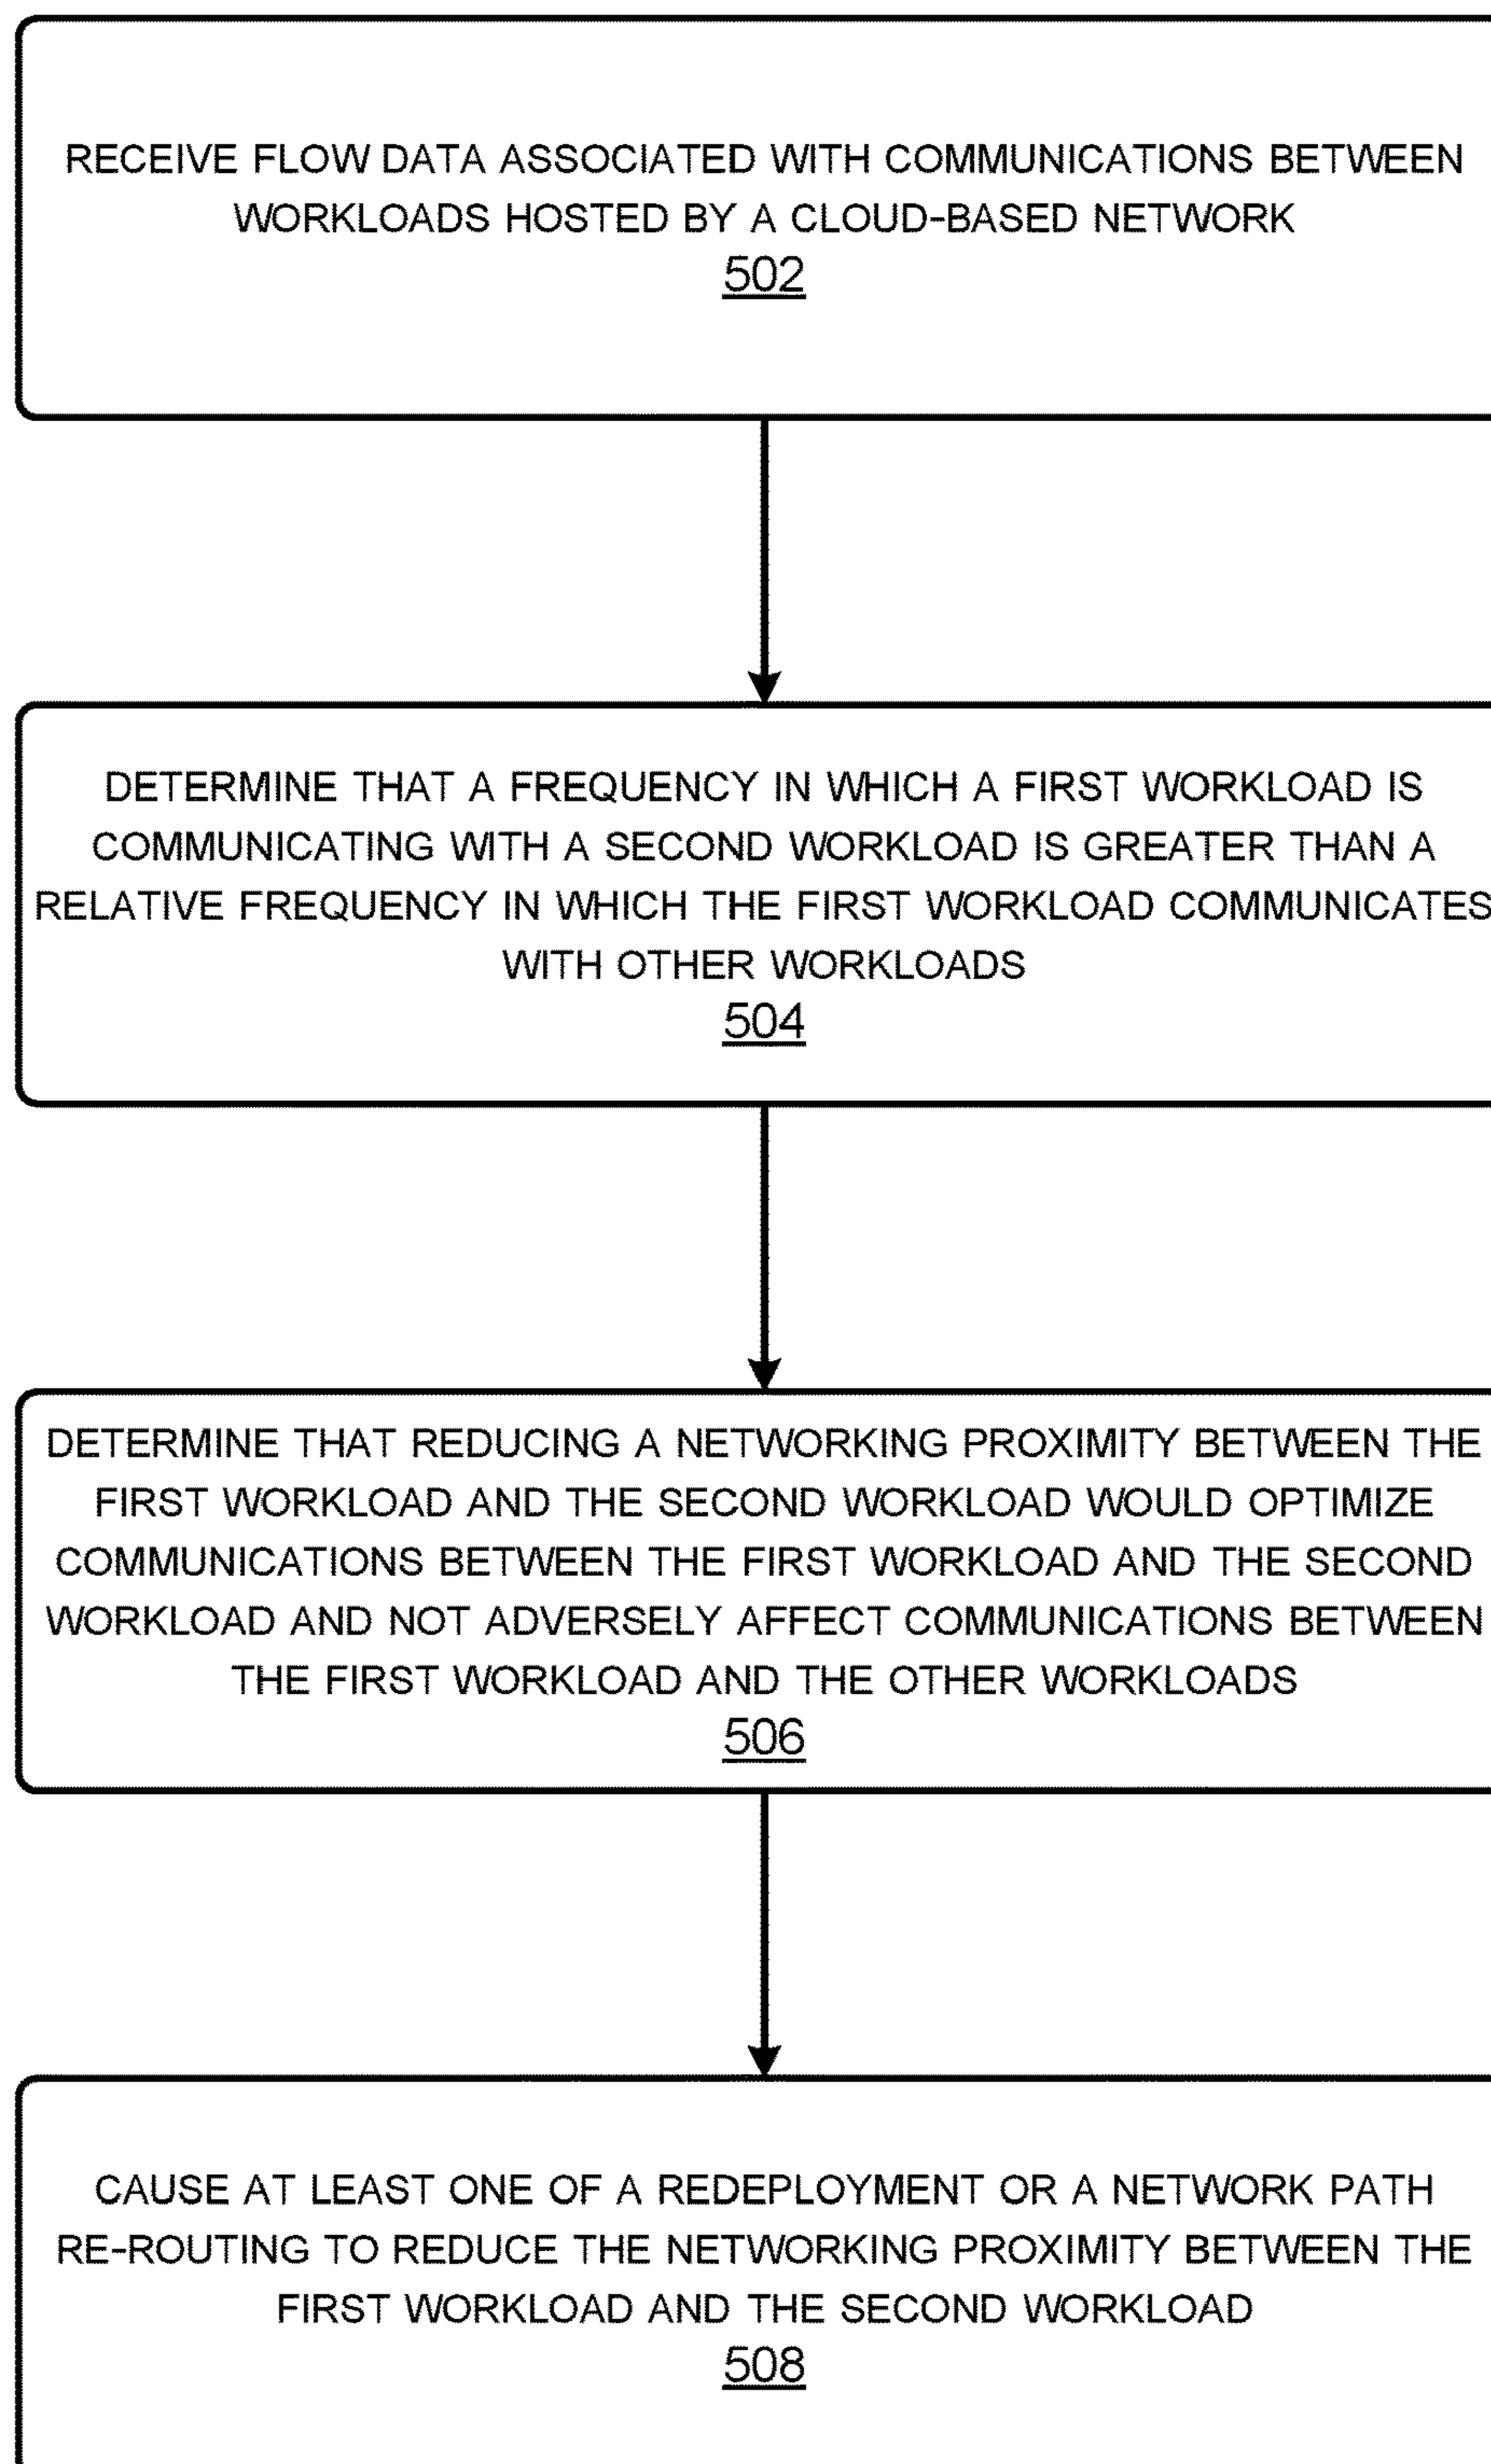 RECEIVE FLOW DATA ASSOCIATED WITH COMMUNICATIONS BETWEEN
WORKLOADS HOSTED BY A CLOUD-BASED NETWORK
502
DETERMINE THAT A FREQUENCY IN WHICH A FIRST WORKLOAD IS
COMMUNICATING WITH A SECOND WORKLOAD IS GREATER THAN A
RELATIVE FREQUENCY IN WHICH THE FIRST WORKLOAD COMMUNICATES
WITH OTHER WORKLOADS
504
DETERMINE THAT REDUCING A NETWORKING PROXIMITY BETWEEN THE
FIRST WORKLOAD AND THE SECOND WORKLOAD WOULD OPTIMIZE
COMMUNICATIONS BETWEEN THE FIRST WORKLOAD AND THE SECOND
WORKLOAD AND NOT ADVERSELY AFFECT COMMUNICATIONS BETWEEN
THE FIRST WORKLOAD AND THE OTHER WORKLOADS
506
CAUSE AT LEAST ONE OF A REDEPLOYMENT OR A NETWORK PATH
RE-ROUTING TO REDUCE THE NETWORKING PROXIMITY BETWEEN THE
FIRST WORKLOAD AND THE SECOND WORKLOAD
508